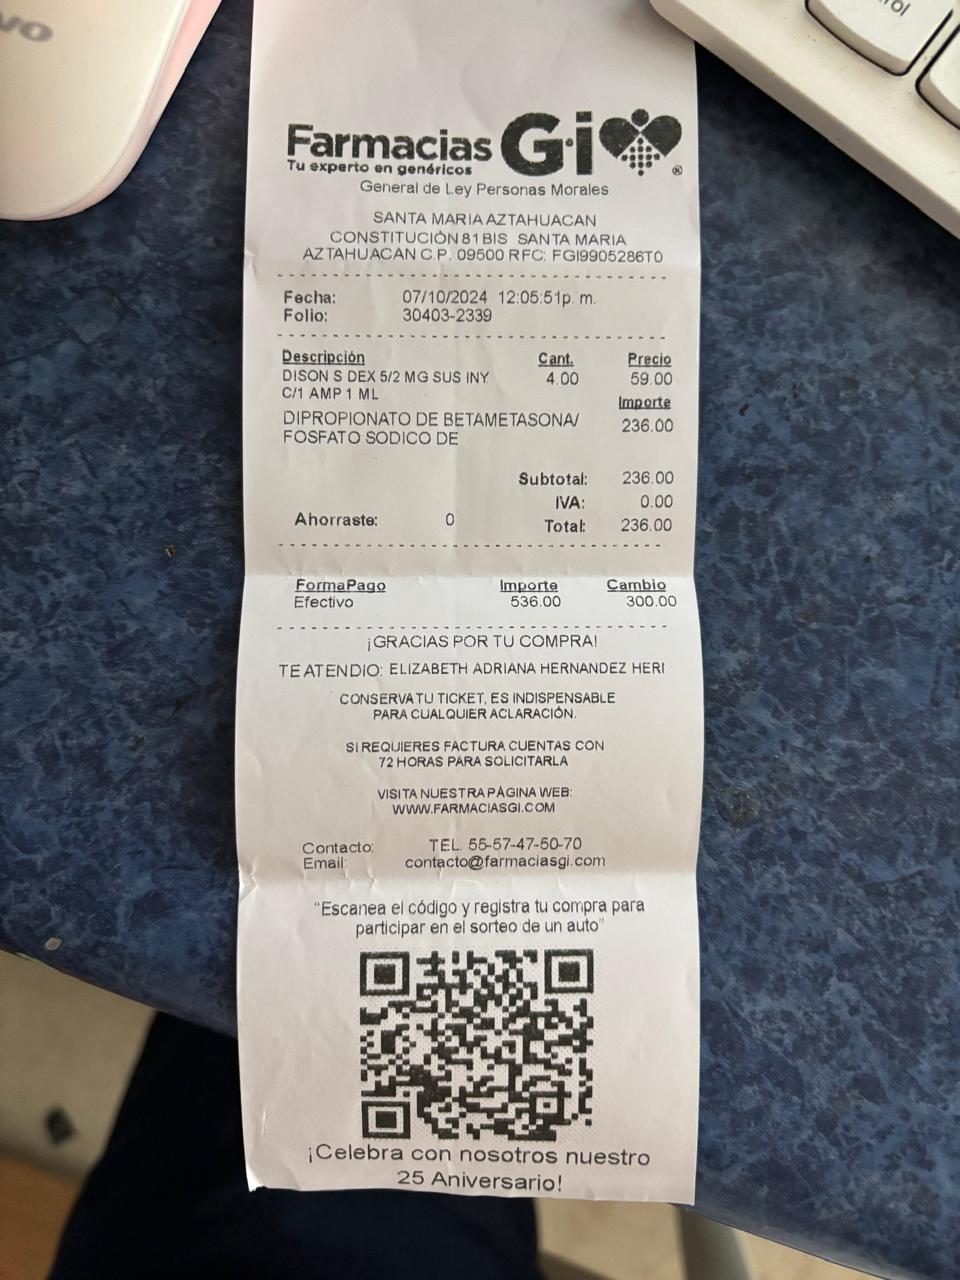 vo
rol
Farmacias G·i
Tu experto en genéricos ®
General de Ley Personas Morales
SANTA MARIA AZTAHUACAN
CONSTITUCIÓN 81 BIS SANTA MARIA
AZTAHUACAN C.P. 09500 RFC: FGI9905286T0
Fecha: 07/10/2024 12:05:51p. m.
Folio: 30403-2339
Descripción Cant. Precio
DISON S DEX 5/2 MG SUS INY 4.00 59.00
C/1 AMP 1 ML
Importe
DIPROPIONATO DE BETAMETASONA/ 236.00
FOSFATO SODICO DE
Subtotal: 236.00
IVA: 0.00
Ahorraste: 0 Total: 236.00
FormaPago Importe Cambio
Efectivo 536.00 300.00
¡GRACIAS POR TU COMPRA!
TE ATENDIO: ELIZABETH ADRIANA HERNANDEZ HERI
CONSERVA TU TICKET, ES INDISPENSABLE
PARA CUALQUIER ACLARACIÓN.
SI REQUIERES FACTURA CUENTAS CON
72 HORAS PARA SOLICITARLA
VISITA NUESTRA PÁGINA WEB:
WWW.FARMACIASGI.COM
Contacto: TEL. 55-57-47-50-70
Email: contacto@farmaciasgi.com
"Escanea el código y registra tu compra para
participar en el sorteo de un auto"
¡Celebra con nosotros nuestro
25 Aniversario!